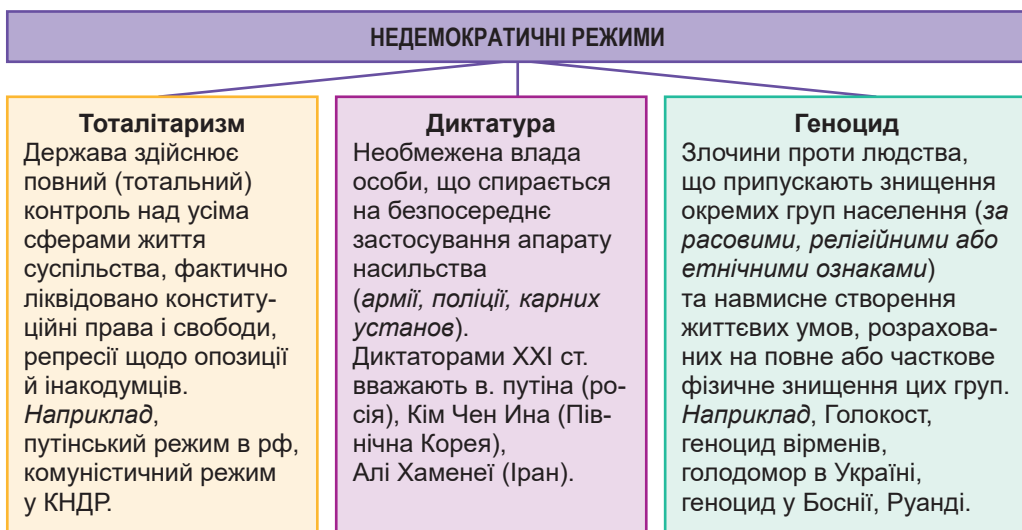 НЕДЕМОКРАТИЧНІ РЕЖИМИ
Тоталітаризм
Держава здійснює
повний (тотальний)
контроль над усіма
сферами життя
суспільства, фактично
ліквідовано конститу-
ційні права і свободи,
репресії щодо опозиції
й інакодумців.
Наприклад,
путінський режим в рф,
комуністичний режим
у КНДР.
Диктатура
Необмежена влада
особи, що спирається
на безпосереднє
застосування апарату
насильства
(армії, поліції, карних
установ).
Диктаторами ХХІ ст.
вважають в. путіна (ро-
сія), Кім Чен Ина (Пів-
нічна Корея),
Алі Хаменеї (Іран).
Геноцид
Злочини проти людства,
що припускають знищення
окремих груп населення (за
расовими, релігійними або
етнічними ознаками)
та навмисне створення
життєвих умов, розрахова-
них на повне або часткове
фізичне знищення цих груп.
Наприклад, Голокост,
геноцид вірменів,
голодомор в Україні,
геноцид у Боснії, Руанді.